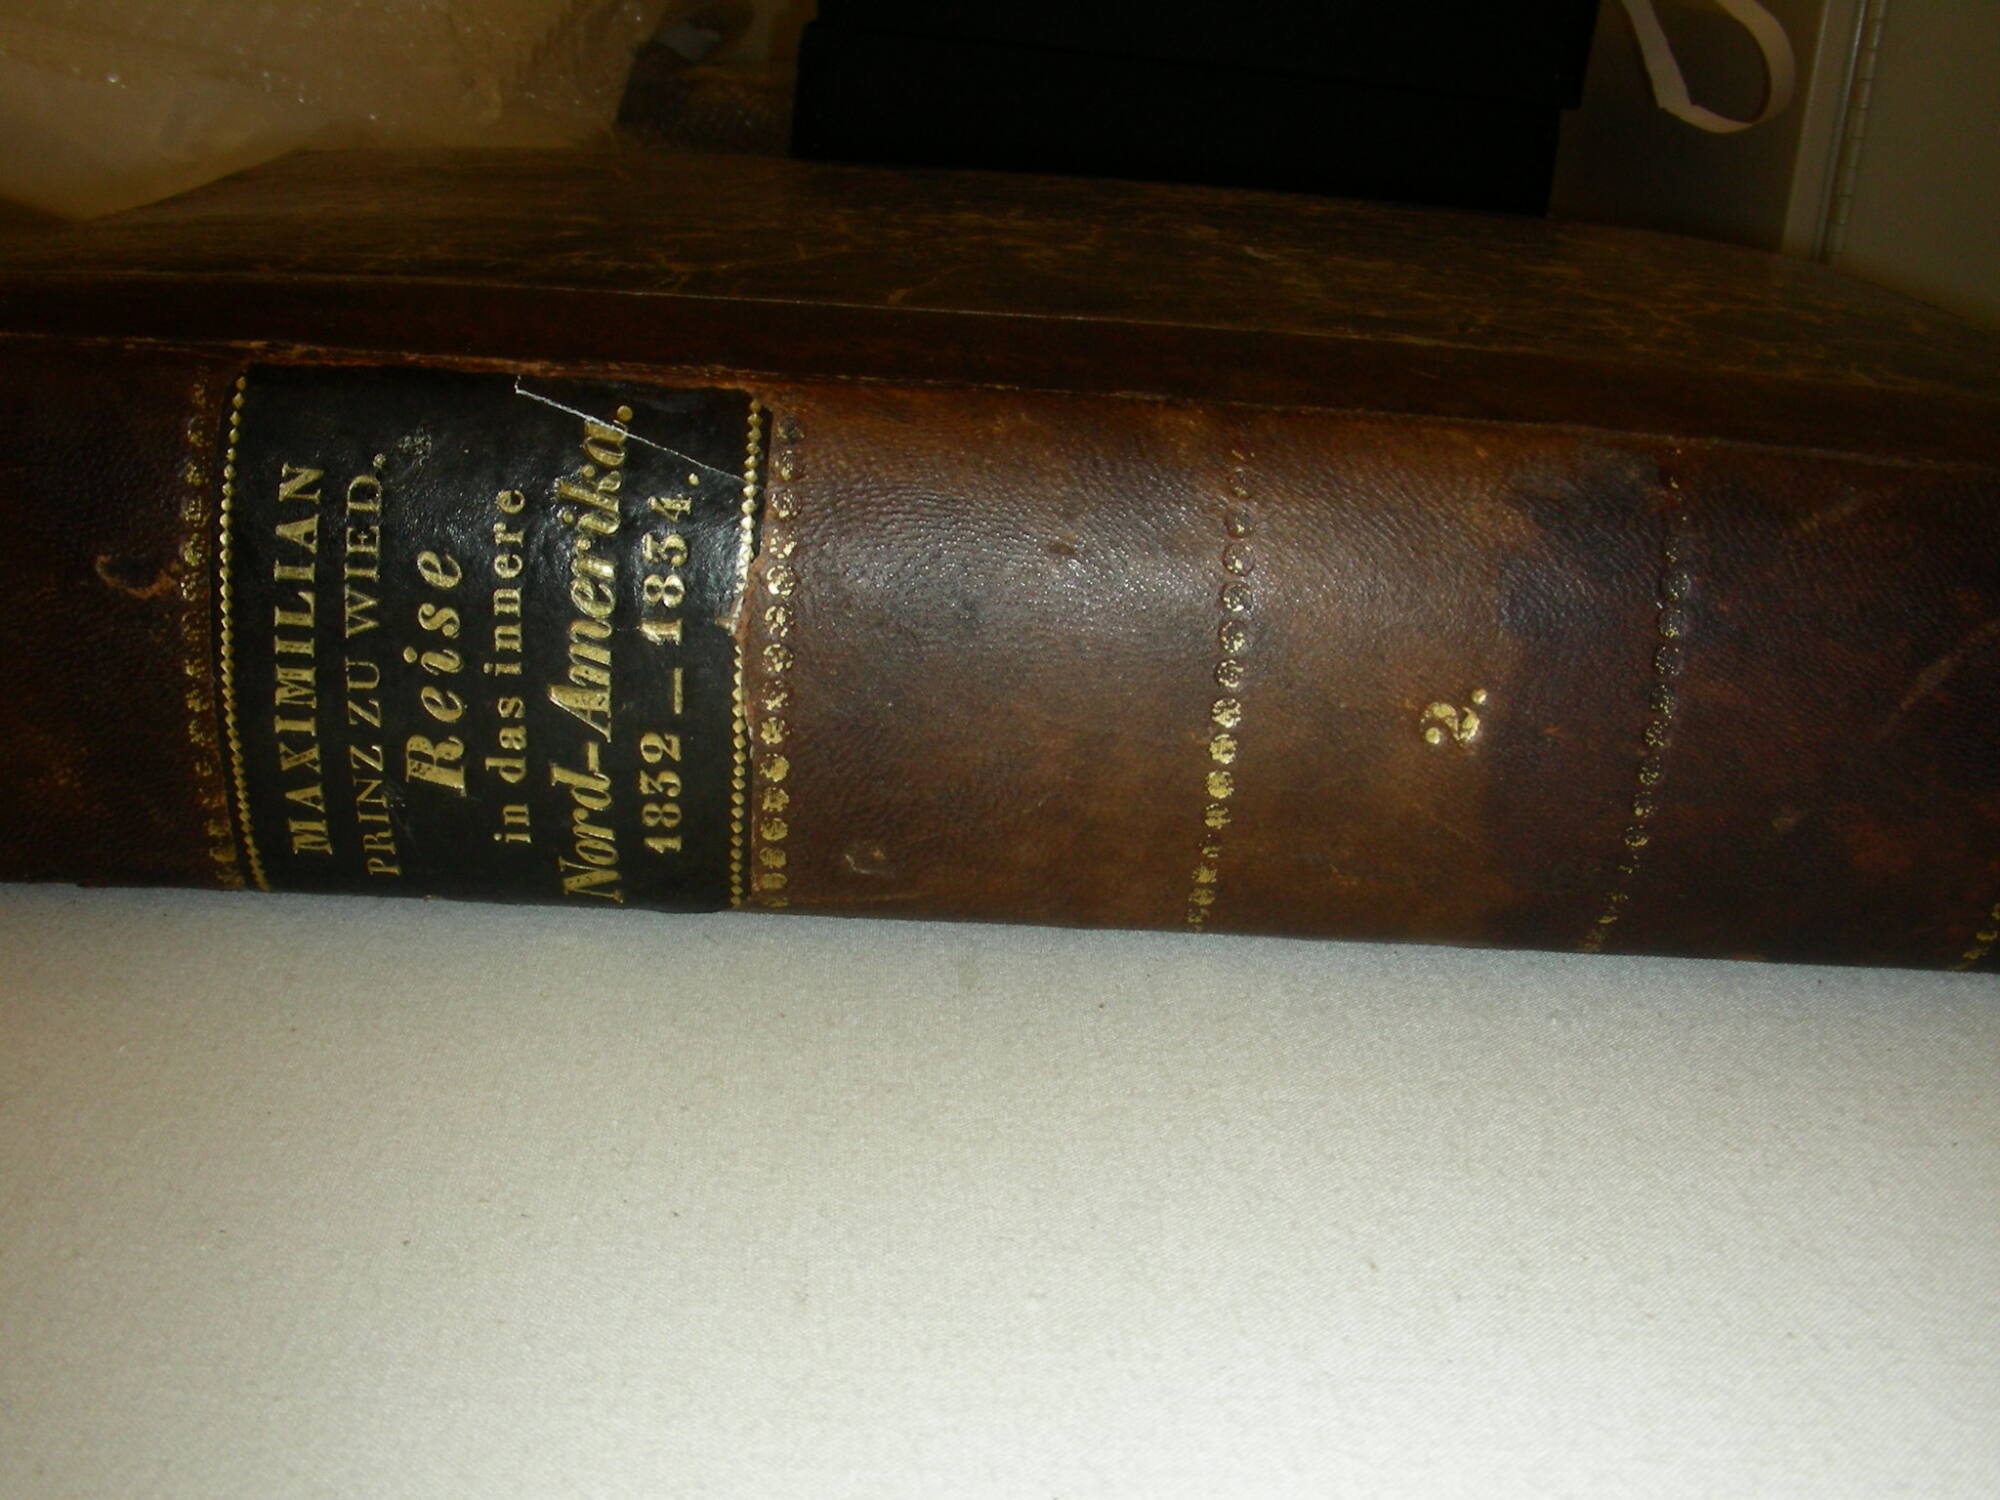 MAXIMILIAN
PRINZ ZU WIED.
Reise
in das innere
Nord-Amerika.
1832 — 1834.
2.